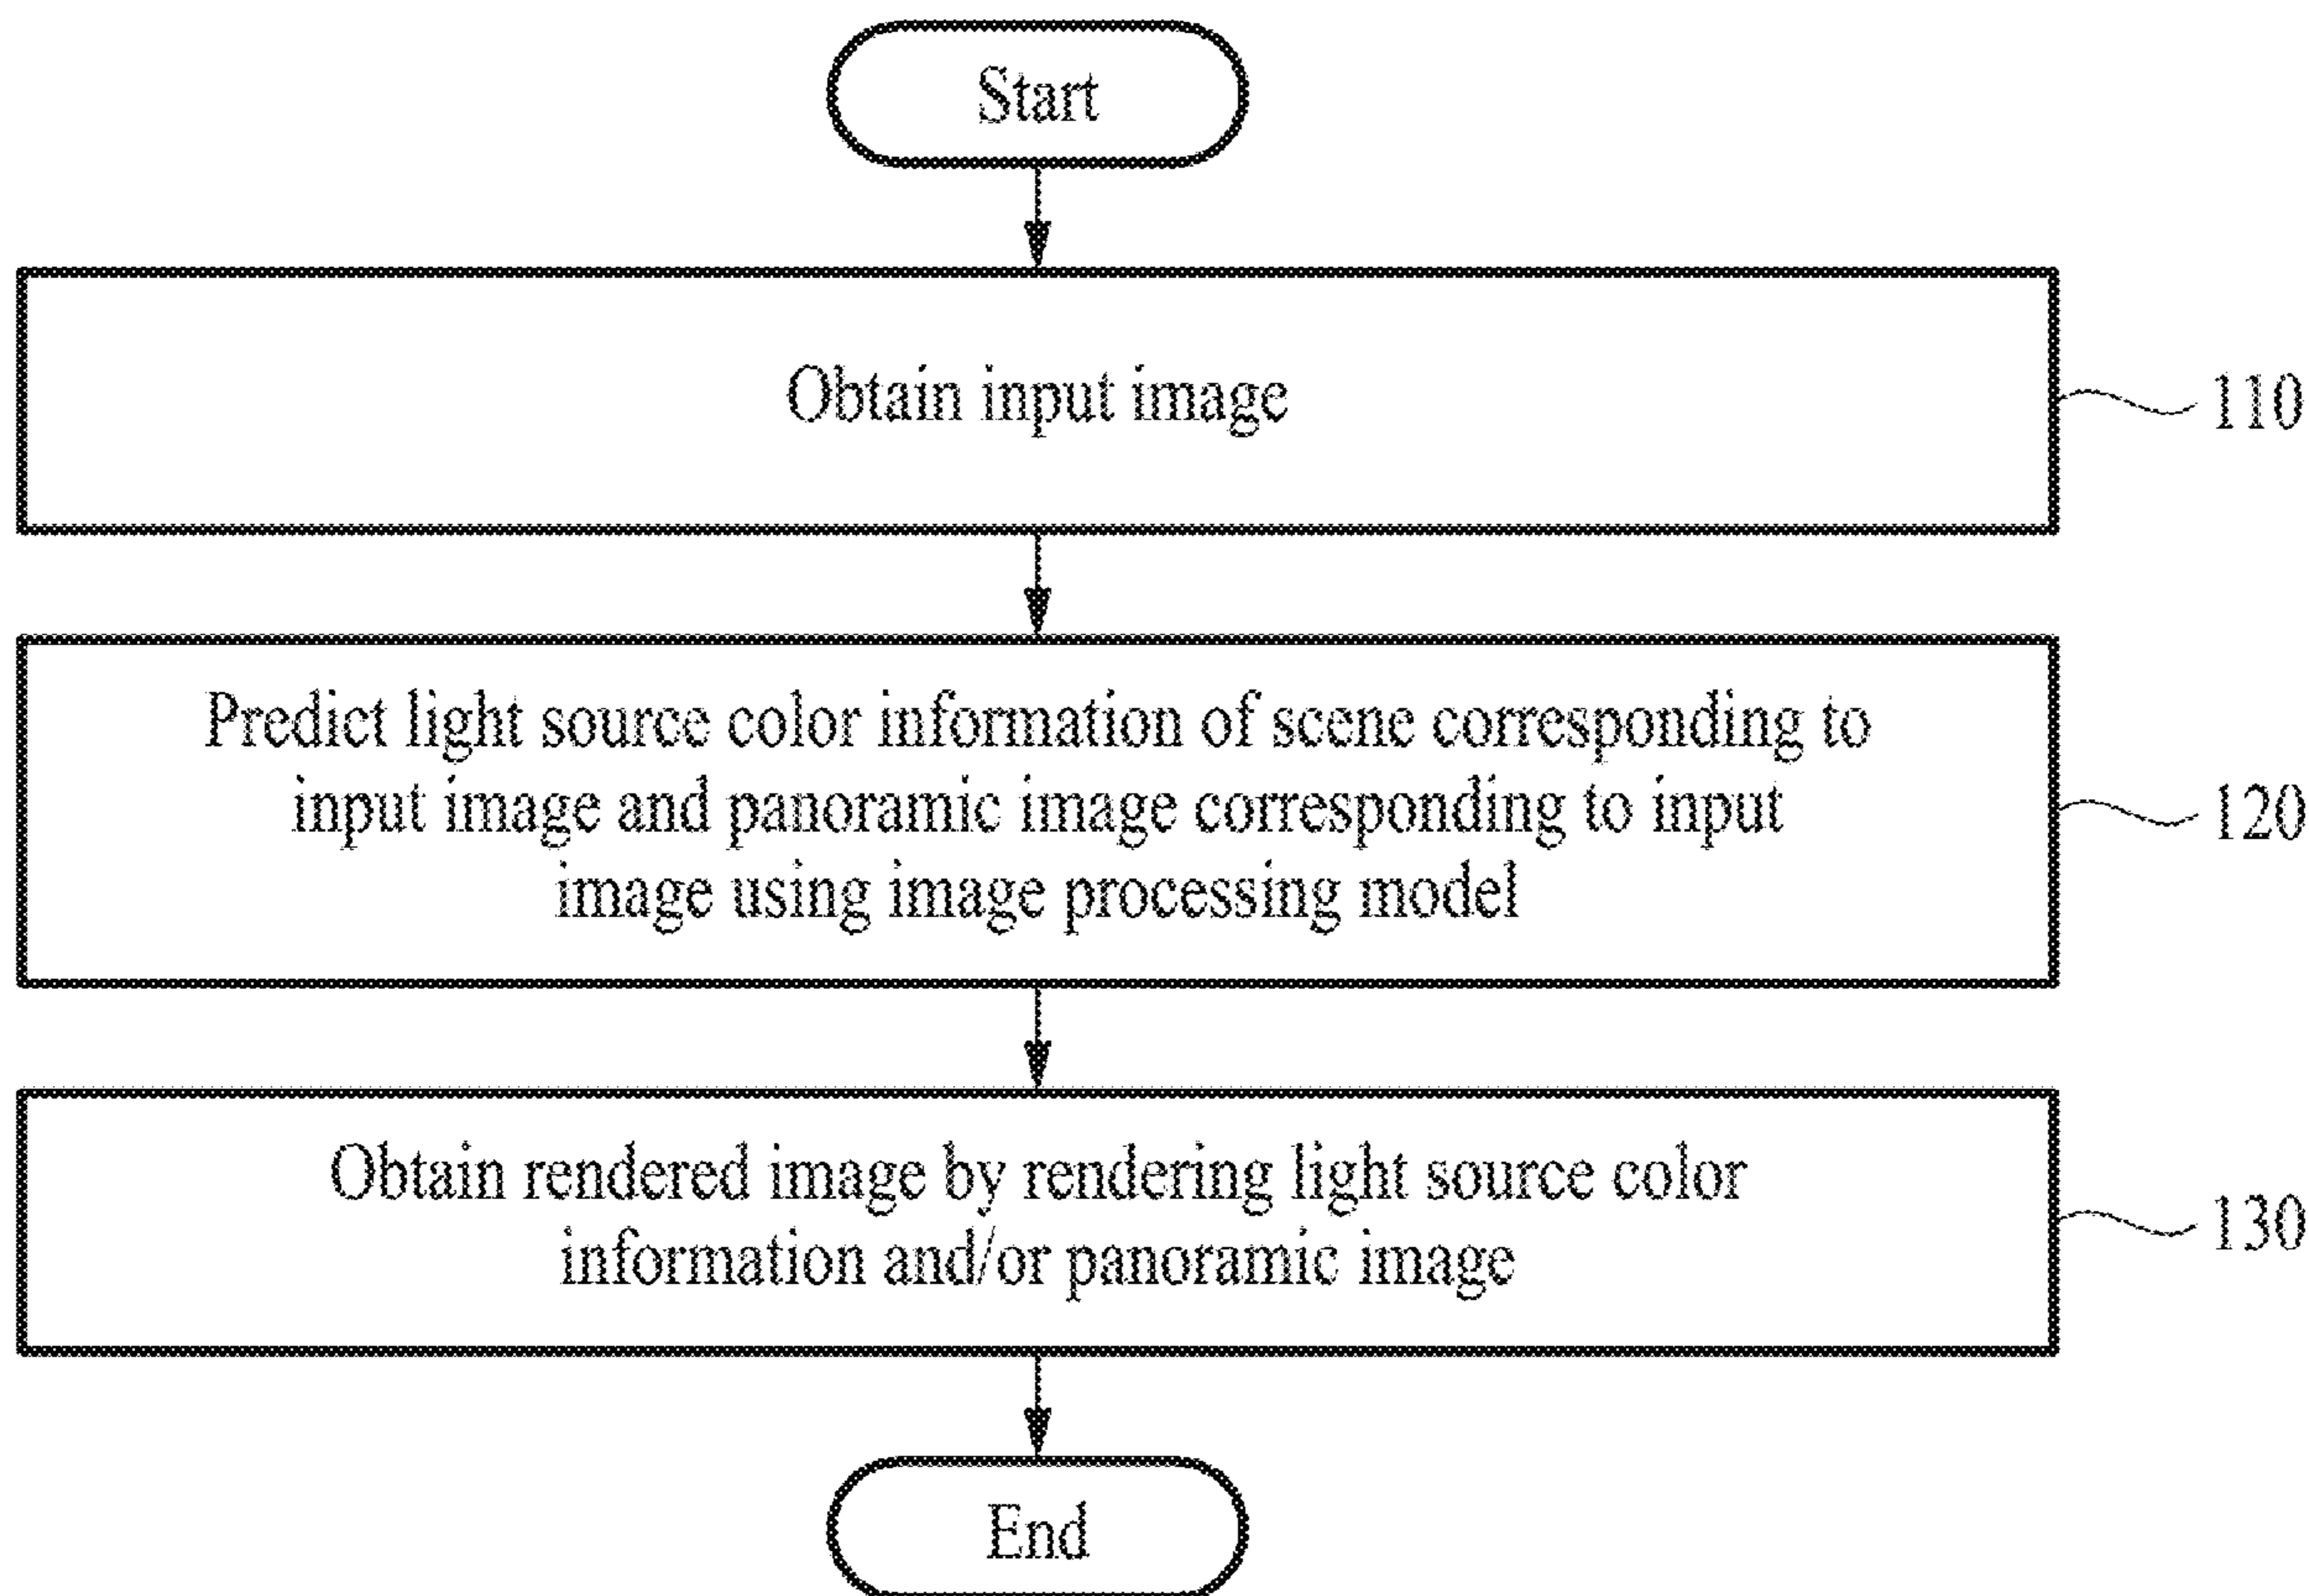 Start
Obtain input image
110
Predict light source color information of scene corresponding to
input image and panoramic image corresponding to input
image using image processing model
120
Obtain rendered image by rendering light source color
information and/or panoramic image
130
End